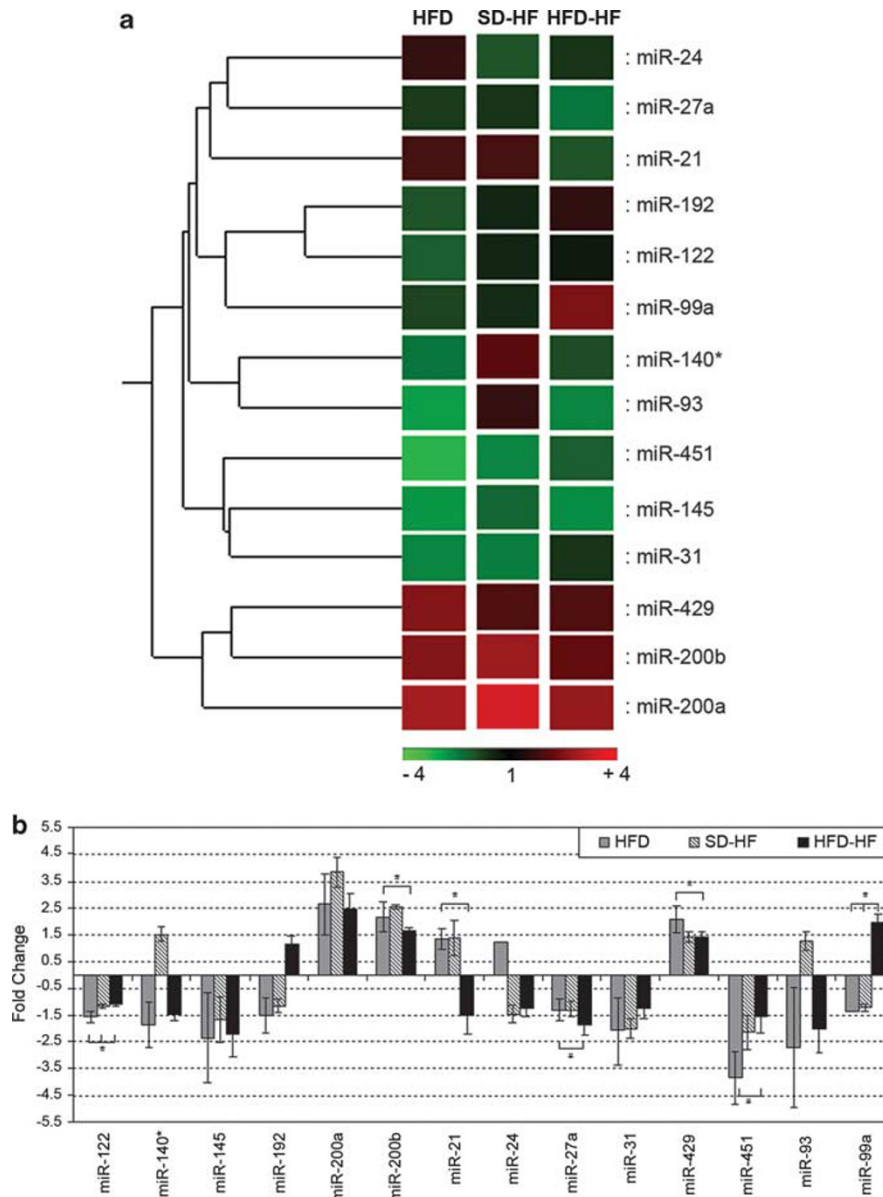 a
HFD SD-HF HFD-HF
: miR-24
: miR-27a
: miR-21
: miR-192
: miR-122
: miR-99a
: miR-140*
: miR-93
: miR-451
: miR-145
: miR-31
: miR-429
: miR-200b
: miR-200a
- 4 1 + 4
b
HFD SD-HF HFD-HF
Fold Change
5.5
4.5
3.5
2.5
1.5
0.5
-0.5
-1.5
-2.5
-3.5
-4.5
-5.5
* * * * * * *
miR-122 miR-140* miR-145 miR-192 miR-200a miR-200b miR-21 miR-24 miR-27a miR-31 miR-429 miR-451 miR-93 miR-99a